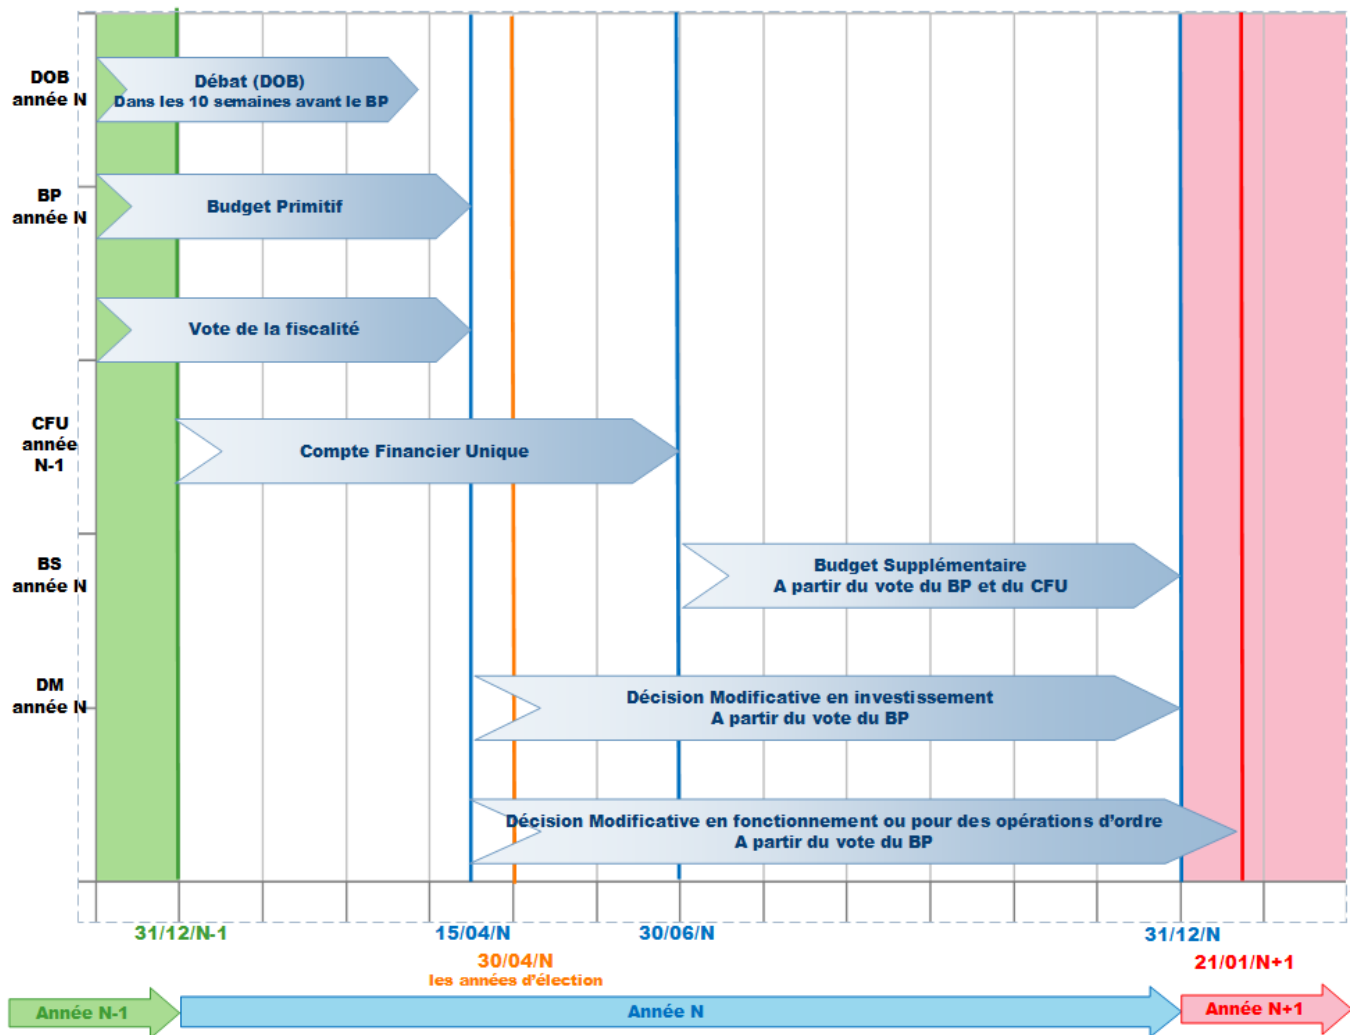 DOB
année N
Débat (DOB)
Dans les 10 semaines avant le BP
BP
année N
Budget Primitif
Vote de la fiscalité
CFU
année
N-1
Compte Financier Unique
BS
année N
Budget Supplémentaire
A partir du vote du BP et du CFU
DM
année N
Décision Modificative en investissement
A partir du vote du BP
Décision Modificative en fonctionnement ou pour des opérations d'ordre
A partir du vote du BP
31/12/N-1
15/04/N
30/06/N
31/12/N
30/04/N
les années d'élection
21/01/N+1
Année N-1
Année N
Année N+1